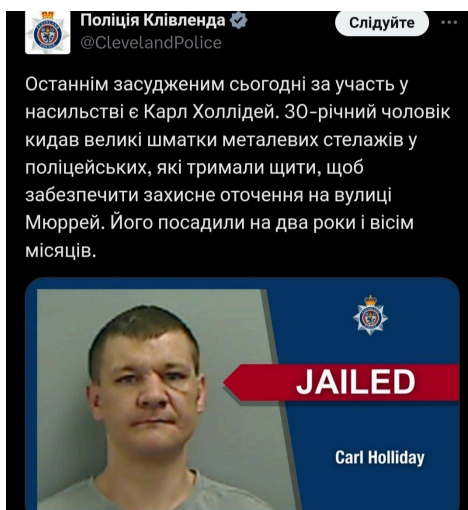 Поліція Клівленда
Слідуйте
@ClevelandPolice
Останнім засудженим сьогодні за участь у
насильстві є Карл Холлідей. 30-річний чоловік
кидав великі шматки металевих стелажів у
поліцейських, які тримали щити, щоб
забезпечити захисне оточення на вулиці
Мюррей. Його посадили на два роки і вісім
місяців.
JAILED
Carl Holliday